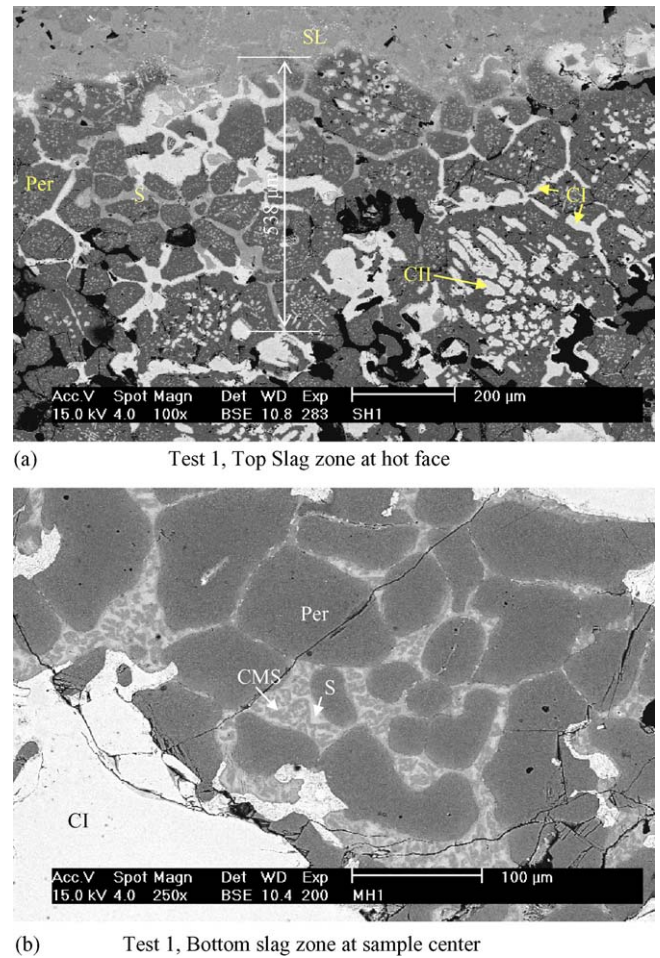 SL
Per
S
538 µm
CI
CII
Acc.V Spot Magn Det WD Exp 200 µm
15.0 kV 4.0 100x BSE 10.8 283 SH1
(a) Test 1, Top Slag zone at hot face
Per
CMS
S
CI
Acc.V Spot Magn Det WD Exp 100 µm
15.0 kV 4.0 250x BSE 10.4 200 MH1
(b) Test 1, Bottom slag zone at sample center